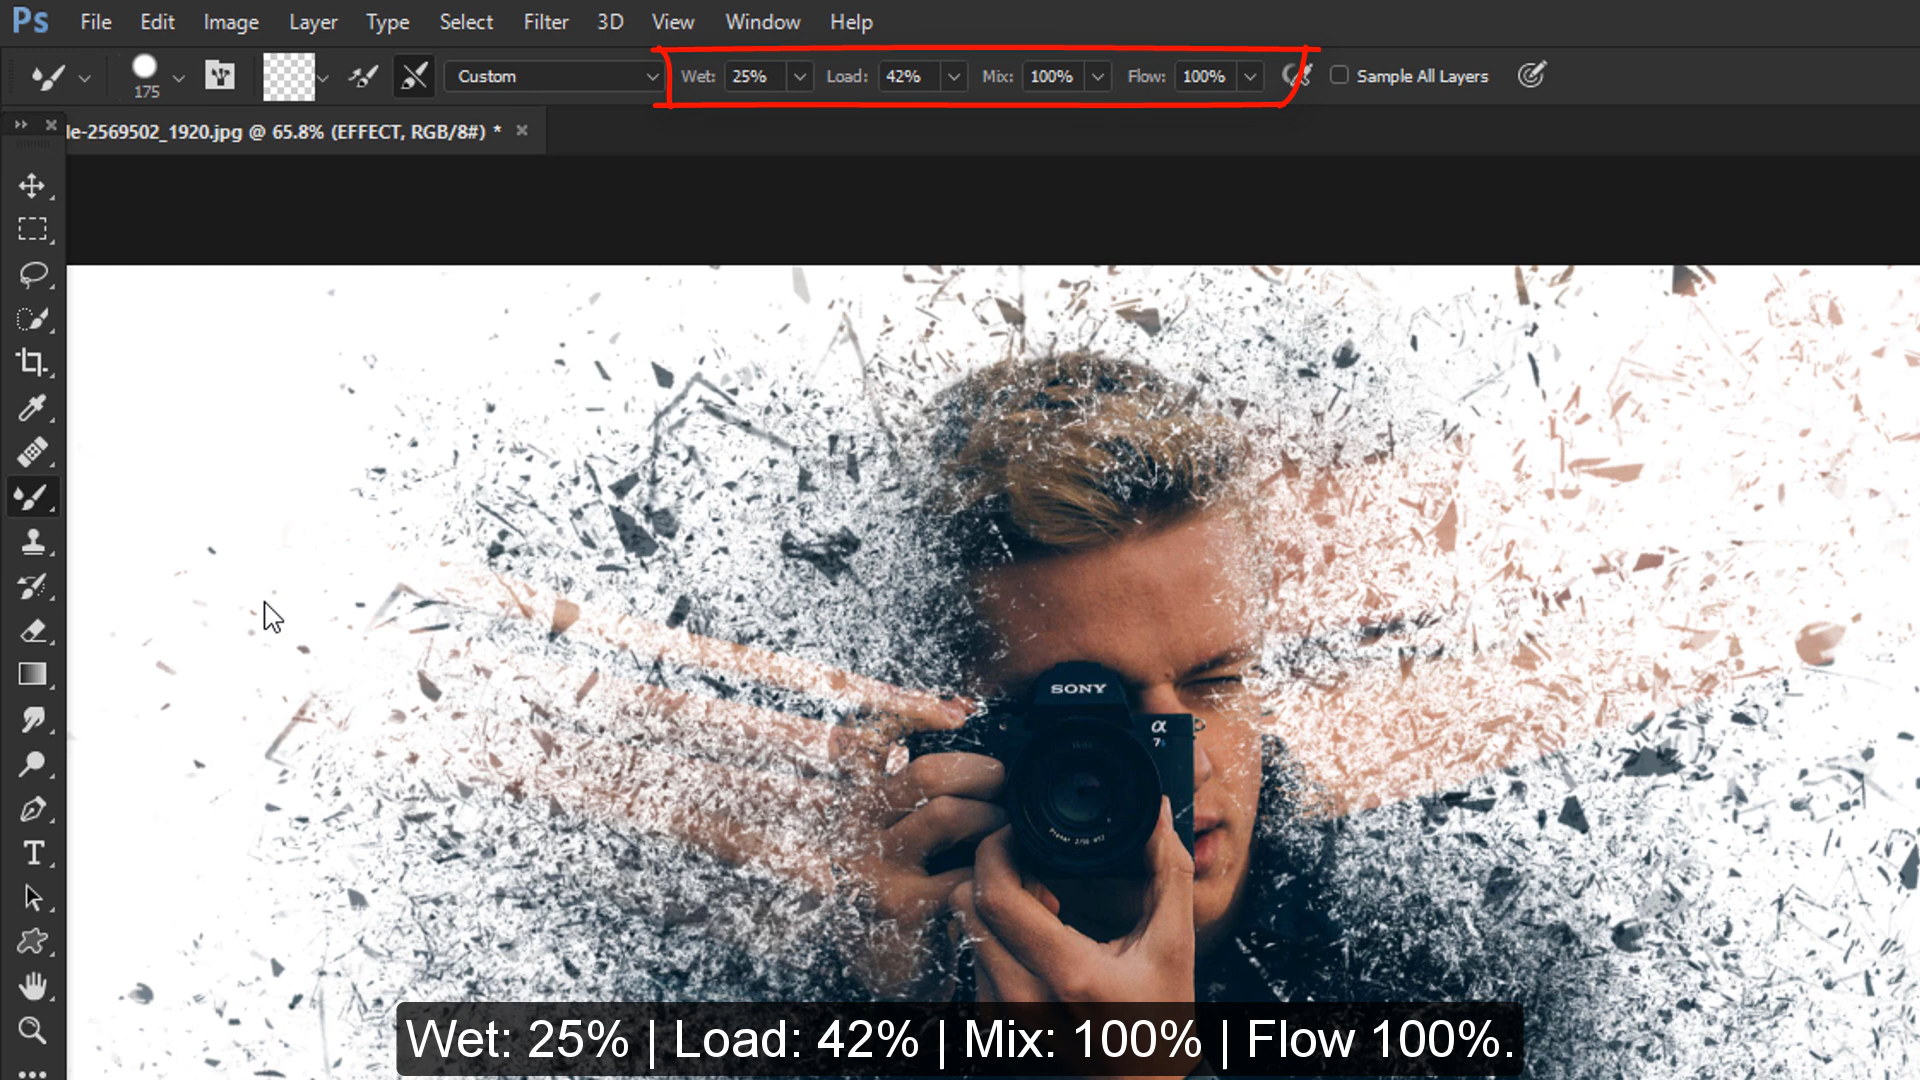 Ps File Edit Image Layer Type Select Filter 3D View Window Help
175 Custom Wet: 25% Load: 42% Mix: 100% Flow: 100% Sample All Layers
le-2569502_1920.jpg @ 65.8% (EFFECT, RGB/8#) *
SONY
α
7s
T
Wet: 25% | Load: 42% | Mix: 100% | Flow 100%.